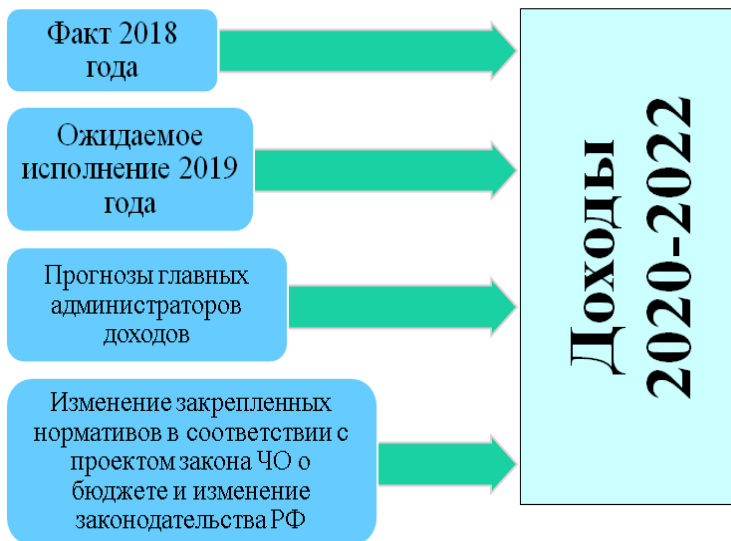 Факт 2018
года
Ожидаемое
исполнение 2019
года
Прогнозы главных
администраторов
доходов
Изменение закрепленных
нормативов в соответствии с
проектом закона ЧО о
бюджете и изменение
законодательства РФ
Доходы
2020-2022